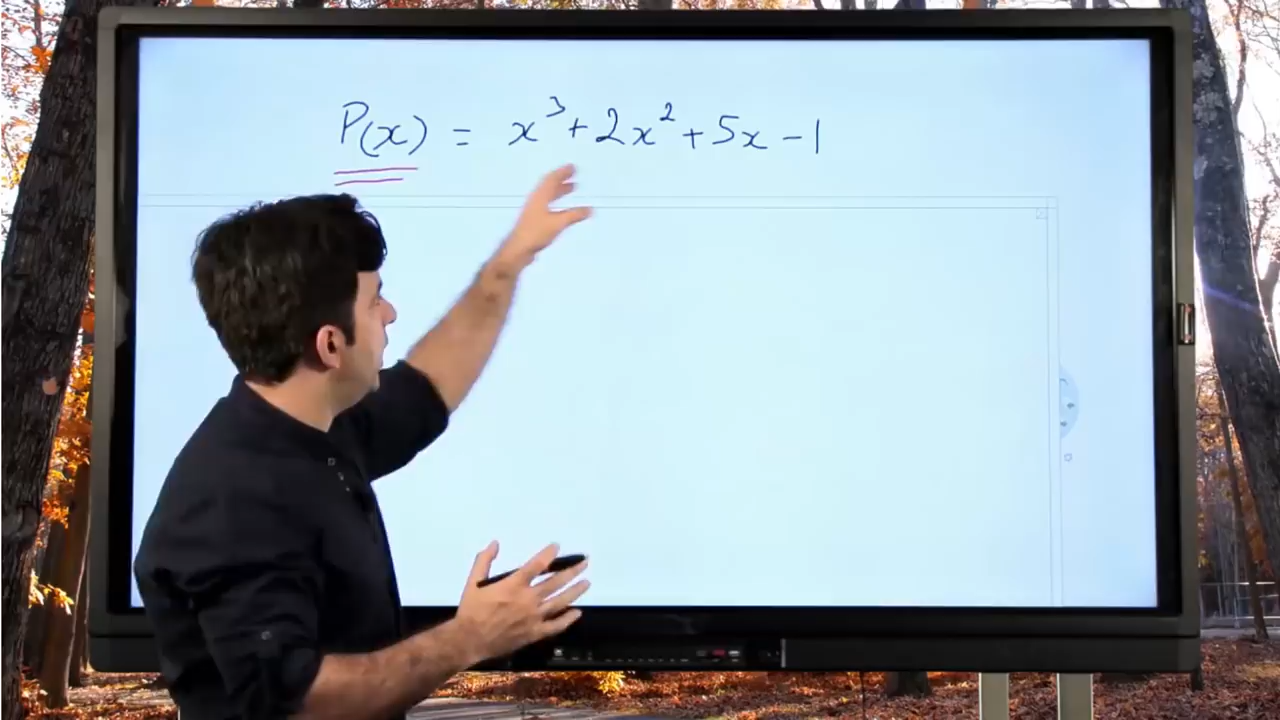 P(x) = x³ + 2x² + 5x - 1